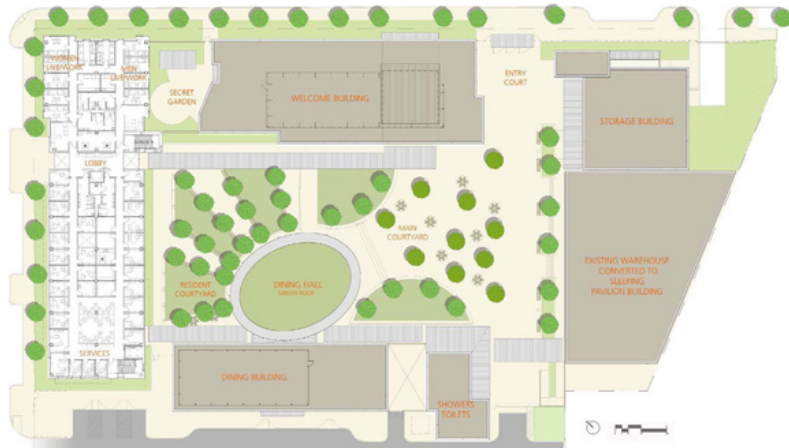 WOMEN
LIVE/WORK
MEN
LIVE/WORK
SECRET
GARDEN
WELCOME BUILDING
ENTRY
COURT
STORAGE BUILDING
LOBBY
MAIN
COURTYARD
EXISTING WAREHOUSE
CONVERTED TO
SLEEPING
PAVILION BUILDING
RESIDENT
COURTYARD
DINING HALL
GREEN ROOF
SERVICES
DINING BUILDING
SHOWERS
TOILETS